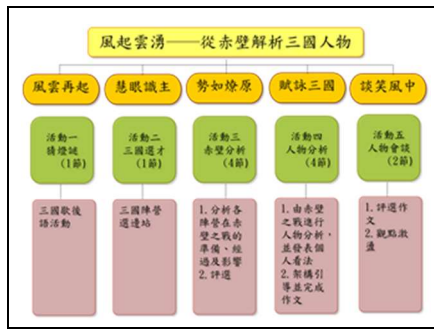 風起雲湧——從赤壁解析三國人物
風雲再起
慧眼識主
勢如燎原
賦詠三國
談笑風中
活動一
猜燈謎
(1節)
活動二
三國選才
(1節)
活動三
赤壁分析
(4節)
活動四
人物分析
(4節)
活動五
人物會談
(2節)
三國歇後
語活動
三國陣營
選邊站
1. 分析各
陣營在赤
壁之戰的
準備、經
過及影響
2. 評選
1. 由赤壁
之戰進行
人物分析，
並發表個
人看法
2. 架構引
導並完成
作文
1. 評選作
文
2. 觀點激
盪